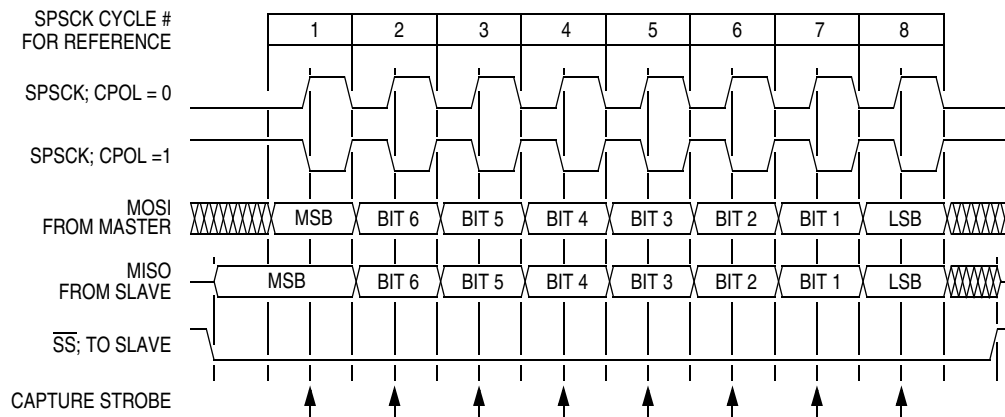 SPSCK CYCLE #
FOR REFERENCE
1 2 3 4 5 6 7 8
SPSCK; CPOL = 0
SPSCK; CPOL =1
MOSI
FROM MASTER
MSB BIT 6 BIT 5 BIT 4 BIT 3 BIT 2 BIT 1 LSB
MISO
FROM SLAVE
MSB BIT 6 BIT 5 BIT 4 BIT 3 BIT 2 BIT 1 LSB
SS; TO SLAVE
CAPTURE STROBE